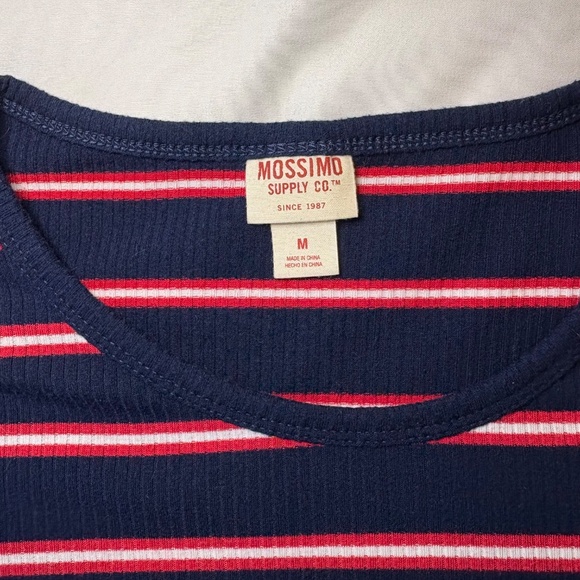 MOSSIMO
SUPPLY CO.™
SINCE 1987
M
MADE IN CHINA
HECHO EN CHINA